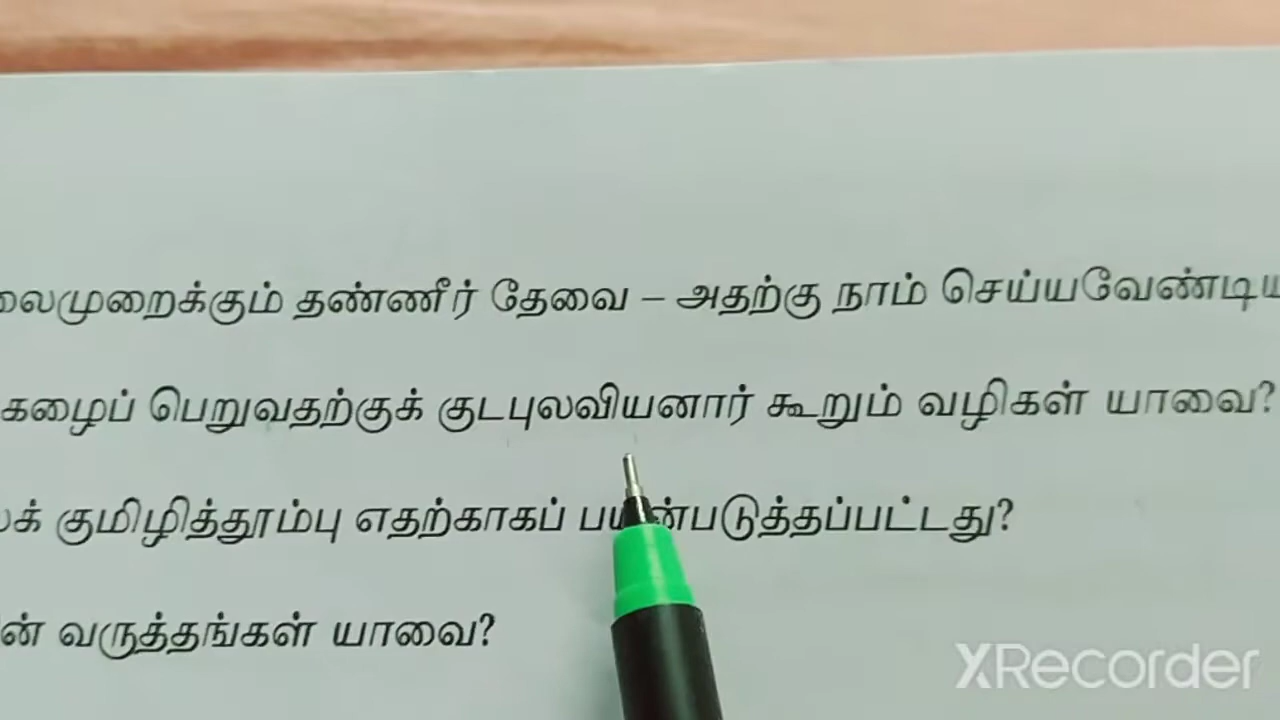 லைமுறைக்கும் தண்ணீர் தேவை – அதற்கு நாம் செய்யவேண்டிய
கழைப் பெறுவதற்குக் குடபுலவியனார் கூறும் வழிகள் யாவை?
குமிழித்தூம்பு எதற்காகப் பயன்படுத்தப்பட்டது?
ன் வருத்தங்கள் யாவை?
XRecorder